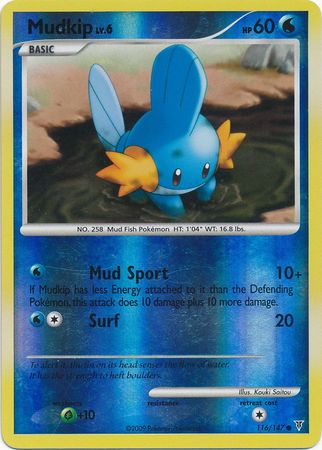 Mudkip LV.6 HP 60
BASIC
NO. 258 Mud Fish Pokémon HT: 1'04" WT: 16.8 lbs.
Mud Sport 10+
If Mudkip has less Energy attached to it than the Defending
Pokémon, this attack does 10 damage plus 10 more damage.
Surf 20
To alert it, the fin on its head senses the flow of water.
It has the strength to heft boulders.
Illus. Kouki Saitou
weakness resistance retreat cost
+10
116/147
©2009 Pokémon